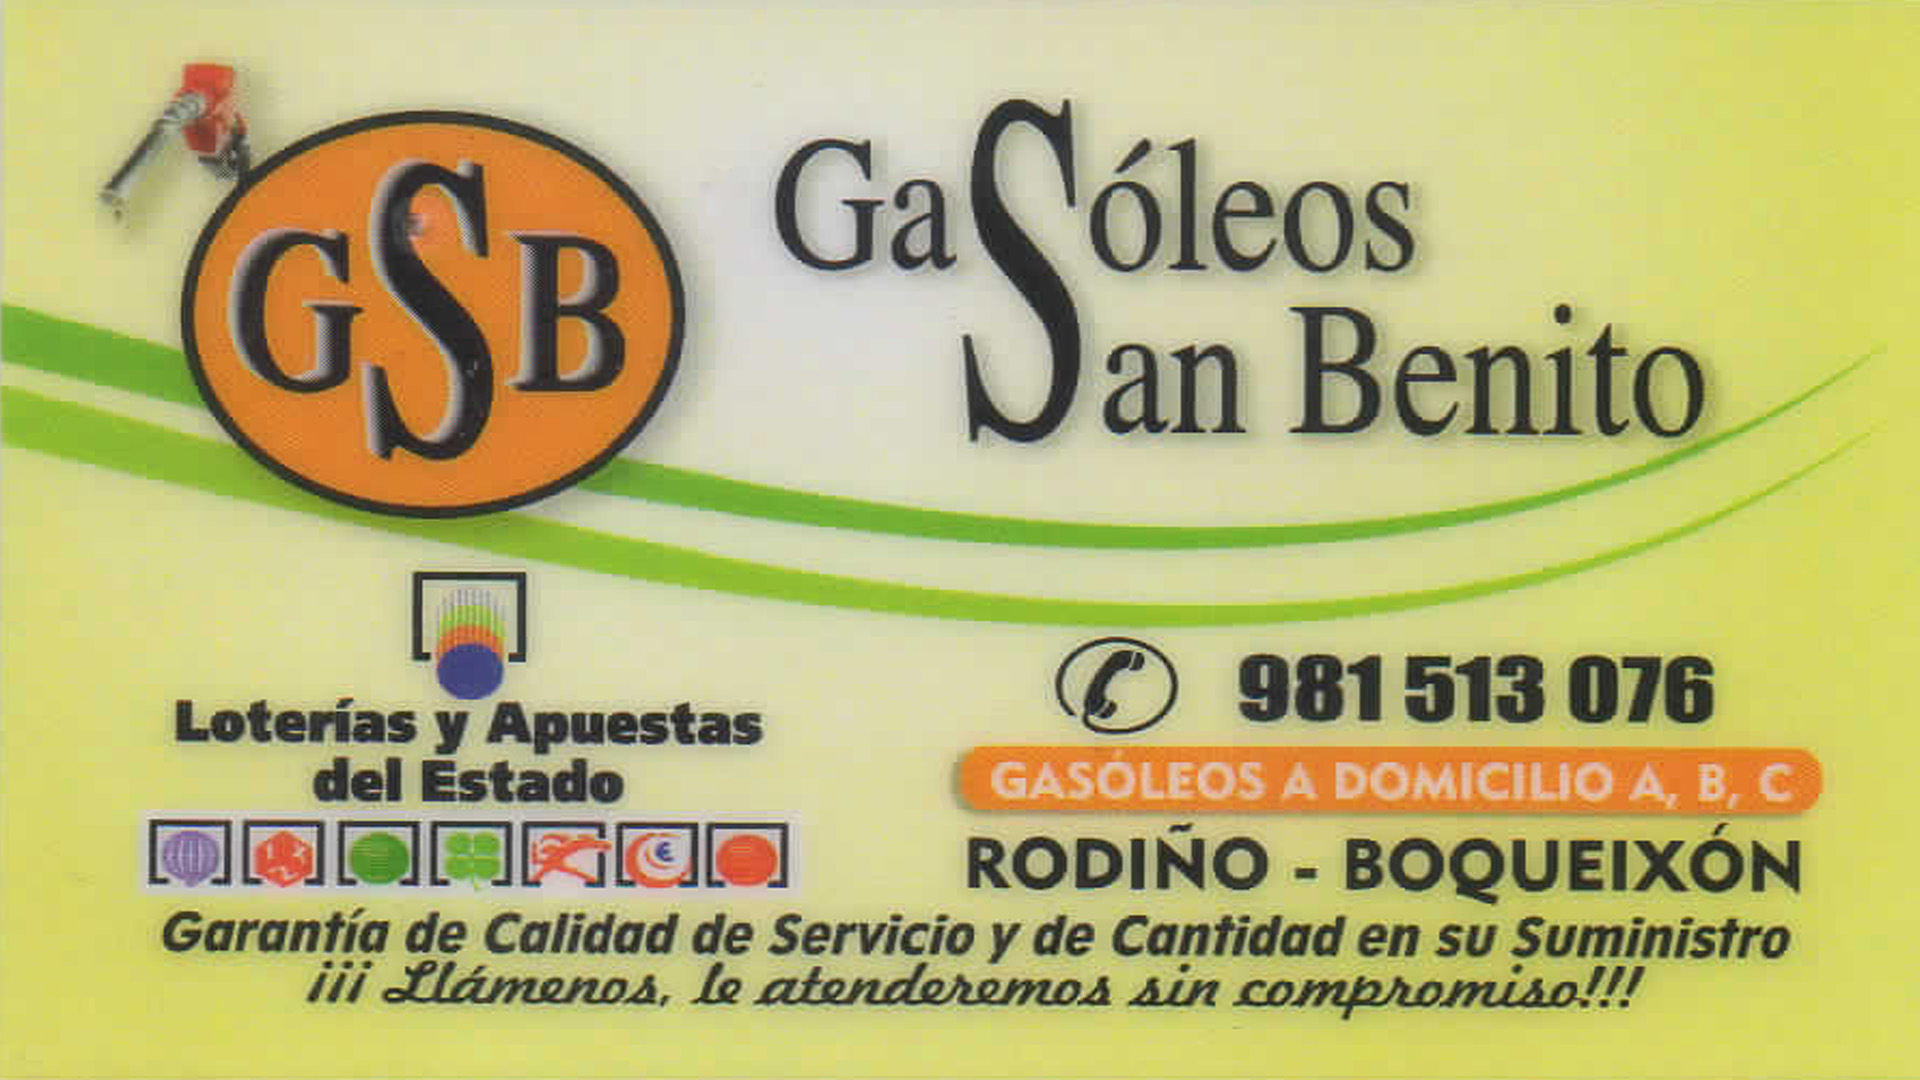 GSB
GaSóleos
San Benito
Loterías y Apuestas
del Estado
981 513 076
GASÓLEOS A DOMICILIO A, B, C
RODIÑO - BOQUEIXÓN
Garantía de Calidad de Servicio y de Cantidad en su Suministro
¡¡¡ Llámenos, le atenderemos sin compromiso!!!